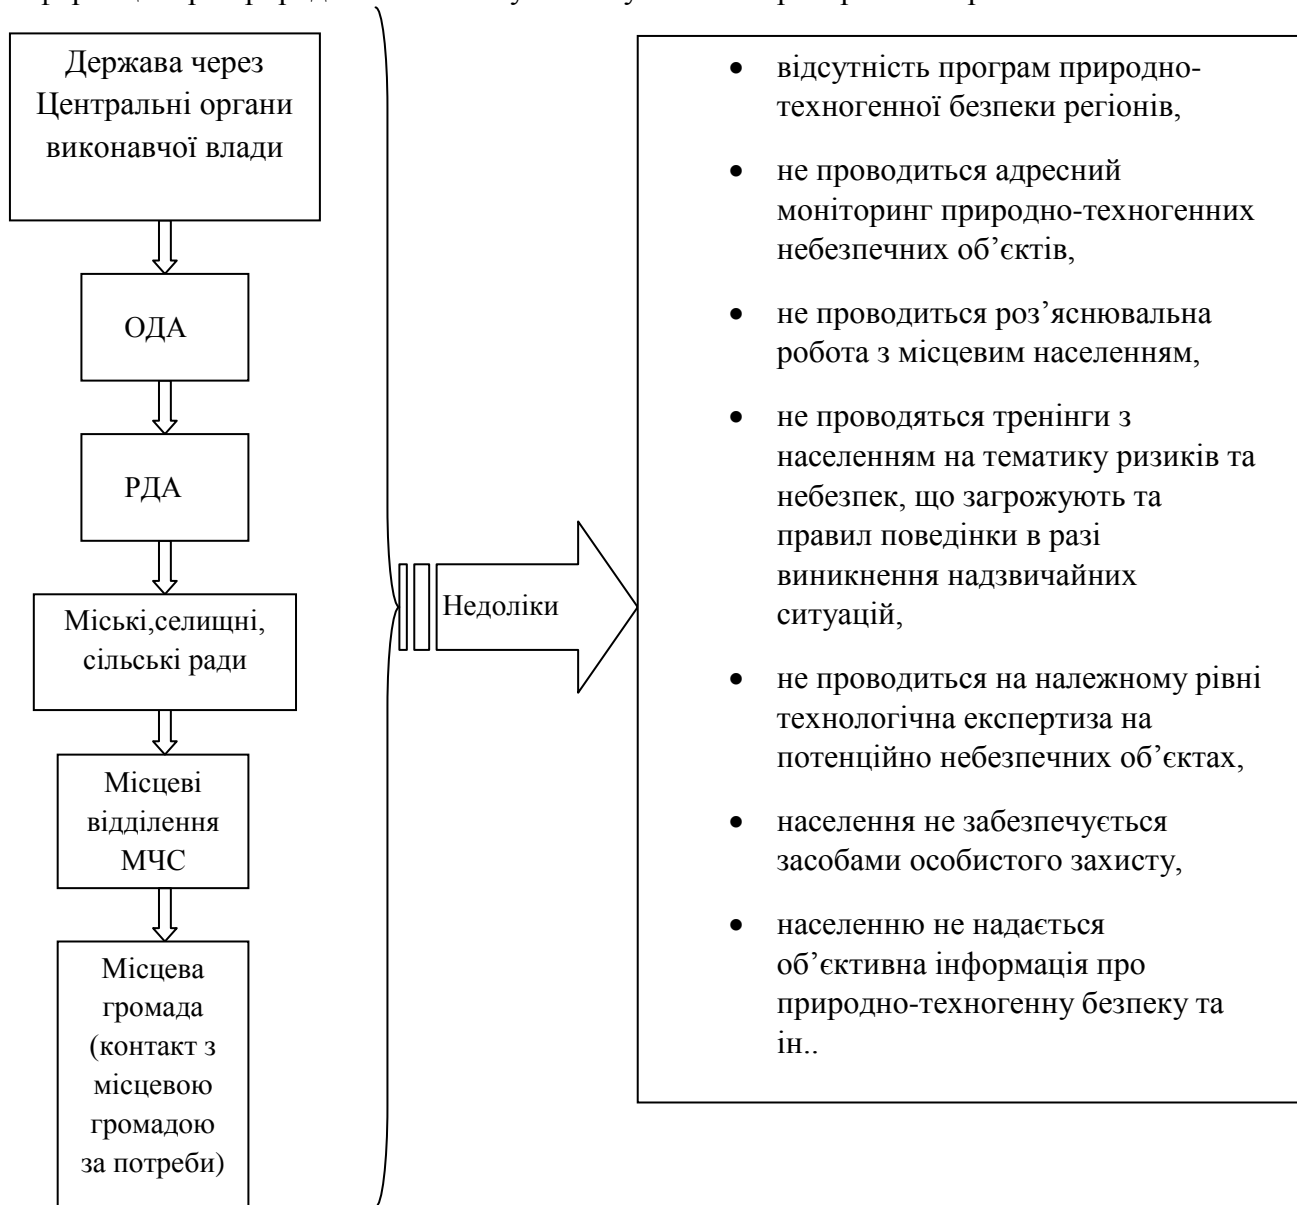 Держава через
Центральні органи
виконавчої влади
ОДА
РДА
Міські,селищні,
сільські ради
Місцеві
відділення
МЧС
Місцева
громада
(контакт з
місцевою
громадою
за потреби)
Недоліки
• відсутність програм природно-
техногенної безпеки регіонів,
• не проводиться адресний
моніторинг природно-техногенних
небезпечних об’єктів,
• не проводиться роз’яснювальна
робота з місцевим населенням,
• не проводяться тренінги з
населенням на тематику ризиків та
небезпек, що загрожують та
правил поведінки в разі
виникнення надзвичайних
ситуацій,
• не проводиться на належному рівні
технологічна експертиза на
потенційно небезпечних об’єктах,
• населення не забезпечується
засобами особистого захисту,
• населенню не надається
об’єктивна інформація про
природно-техногенну безпеку та
ін..